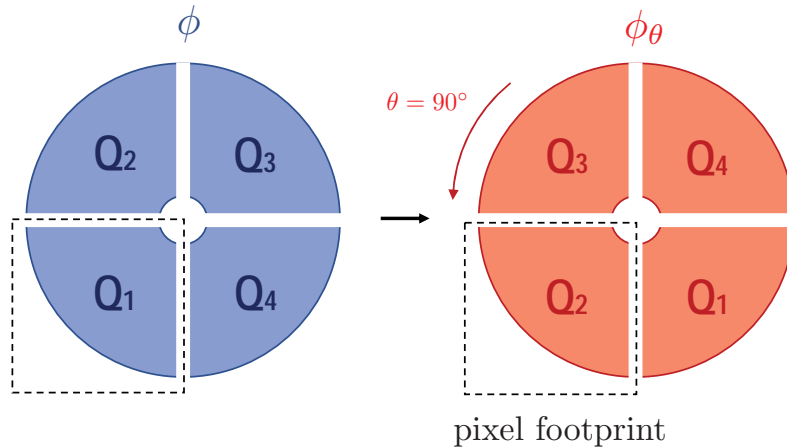 ϕ
ϕ_θ
θ = 90°
Q₂ Q₃
Q₃ Q₄
Q₁ Q₄
Q₂ Q₁
pixel footprint